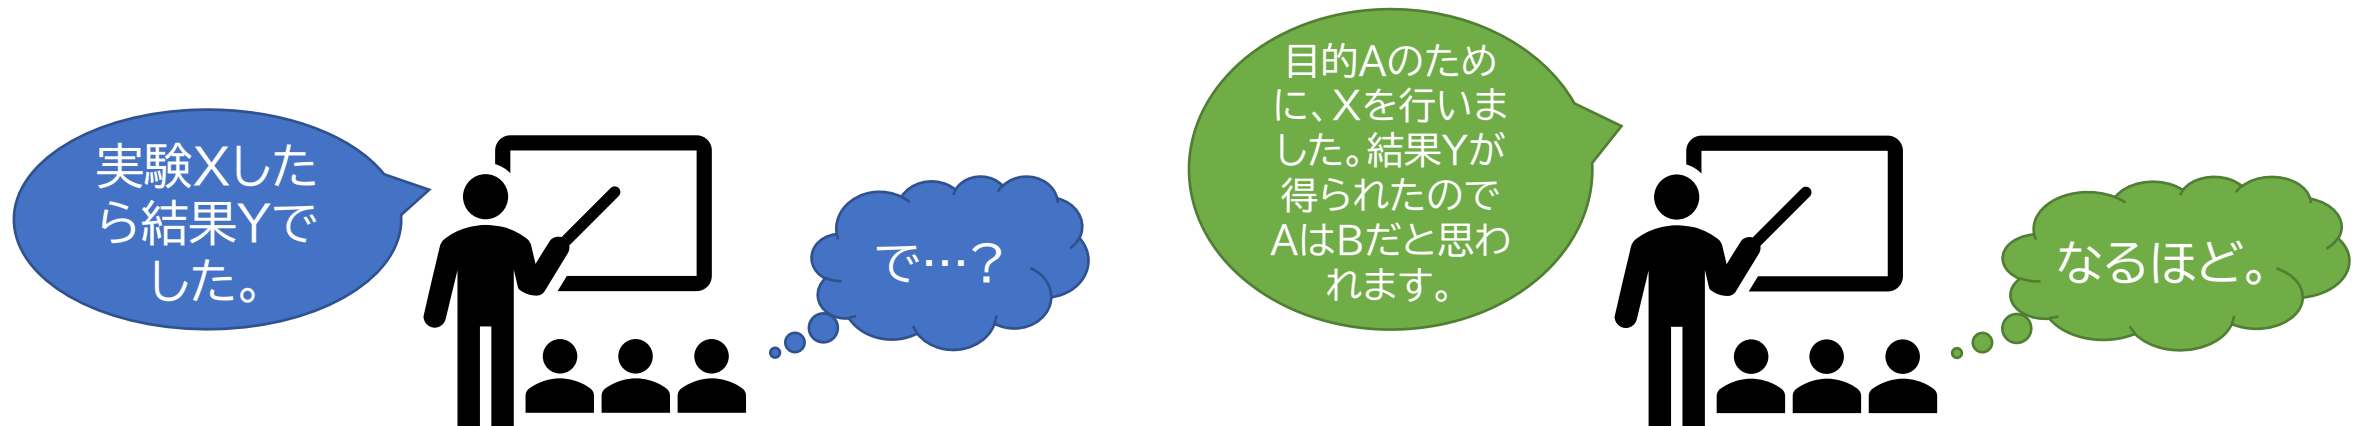 実験Xした
ら結果Yで
した。
で…？
目的Aのため
に、Xを行いま
した。結果Yが
得られたので
AはBだと思わ
れます。
なるほど。